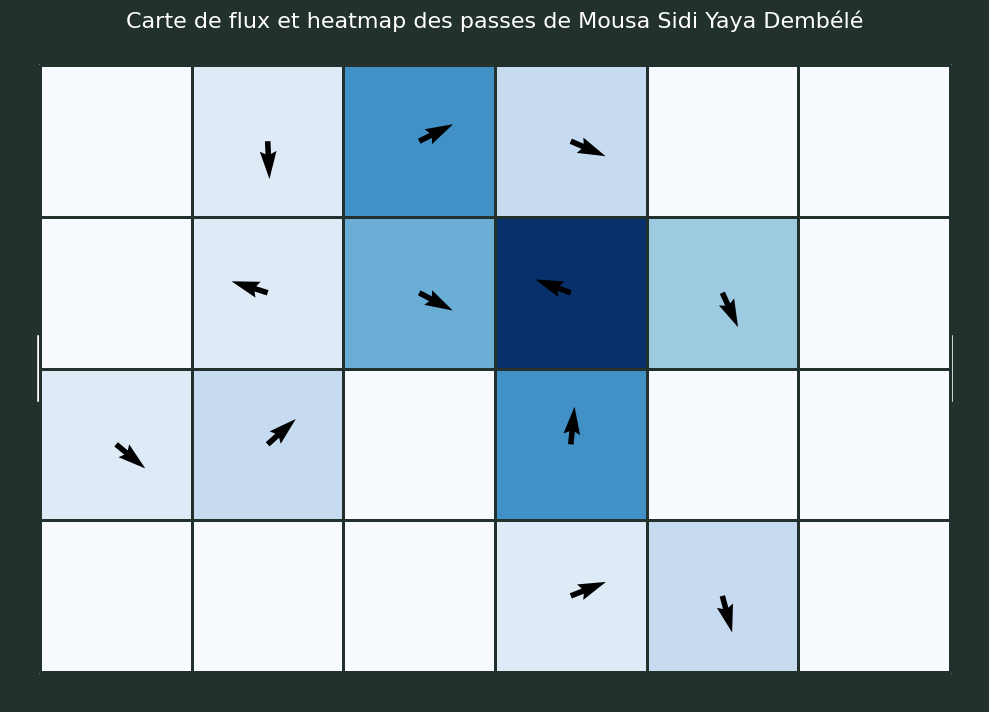 Carte de flux et heatmap des passes de Mousa Sidi Yaya Dembélé